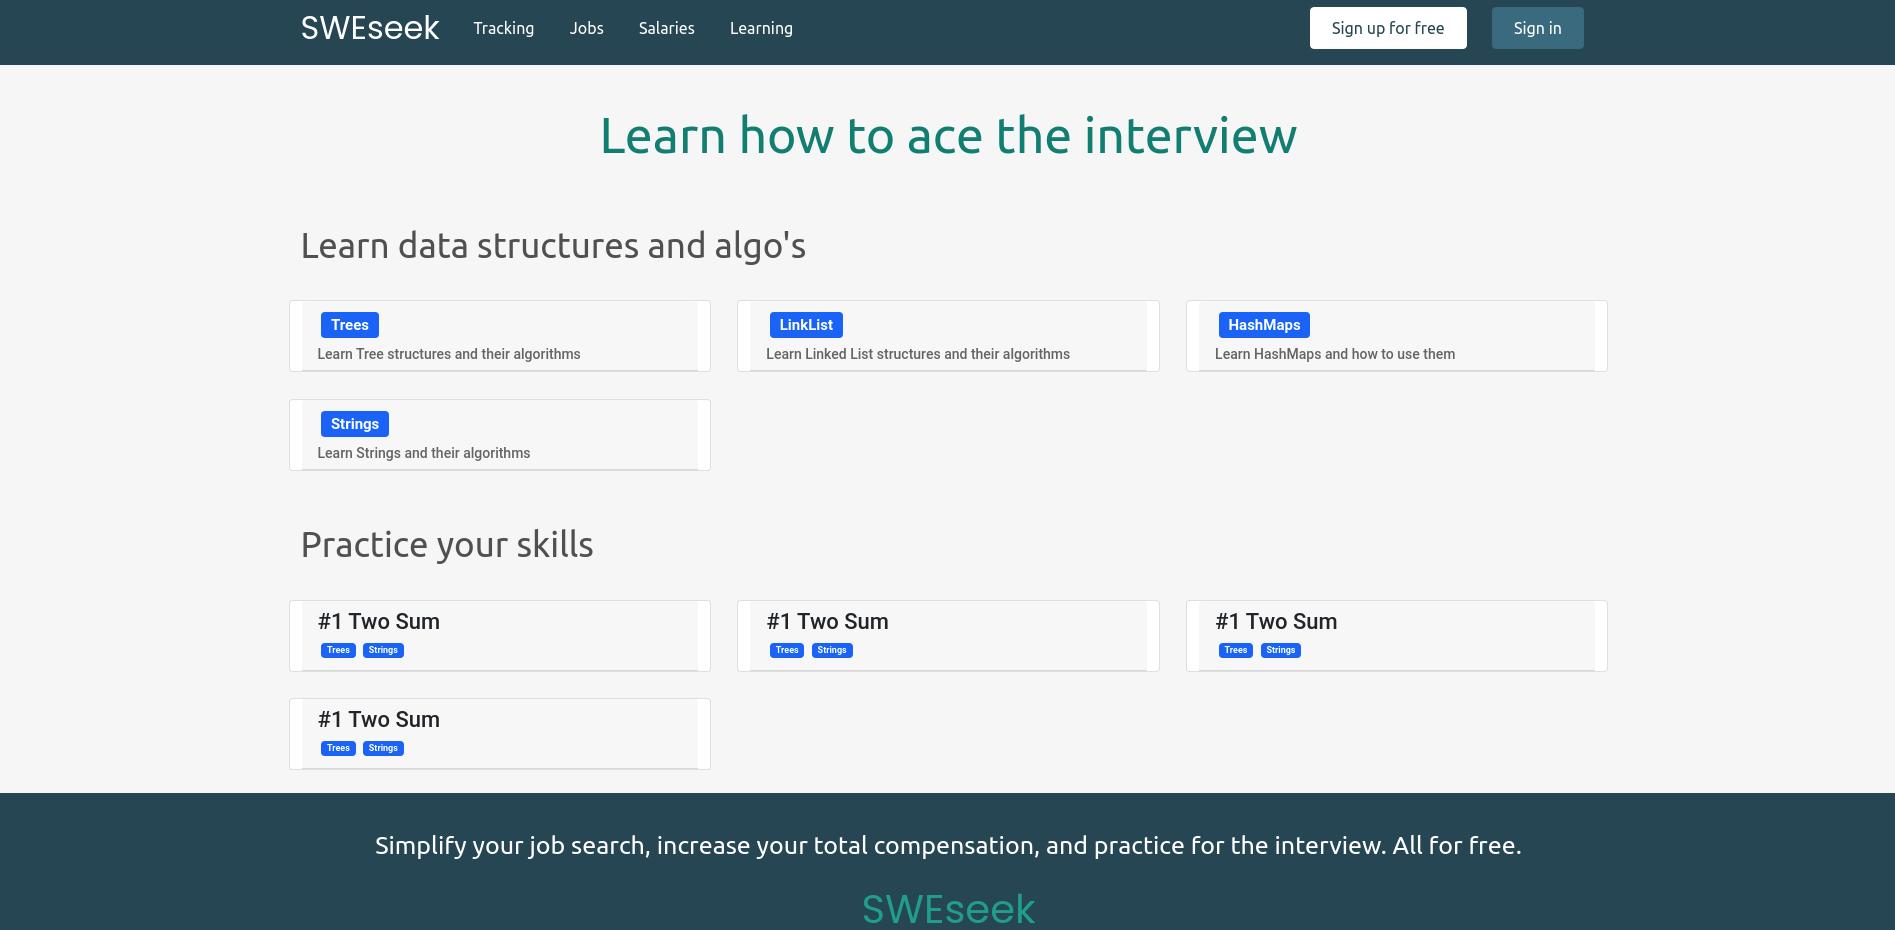 SWEseek Tracking Jobs Salaries Learning Sign up for free Sign in
Learn how to ace the interview
Learn data structures and algo's
Trees
Learn Tree structures and their algorithms
LinkList
Learn Linked List structures and their algorithms
HashMaps
Learn HashMaps and how to use them
Strings
Learn Strings and their algorithms
Practice your skills
#1 Two Sum
Trees Strings
#1 Two Sum
Trees Strings
#1 Two Sum
Trees Strings
#1 Two Sum
Trees Strings
Simplify your job search, increase your total compensation, and practice for the interview. All for free.
SWEseek